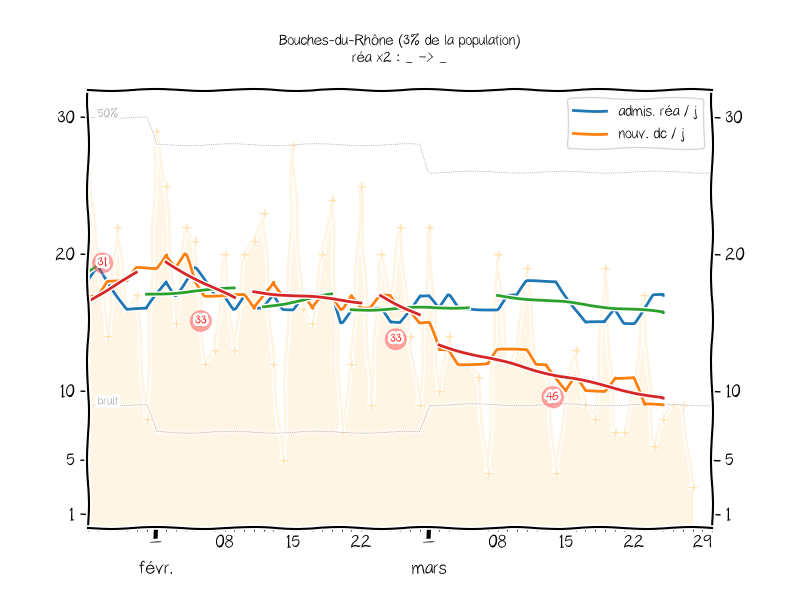 Bouches-du-Rhône (3% de la population)
réa x2 : _ -> _
admis. réa / j
nouv. dc / j
30
50%
30
20
31
20
33
33
10
46
10
bruit
5
5
1
1
1 08 15 22 1 08 15 22 29
févr. mars